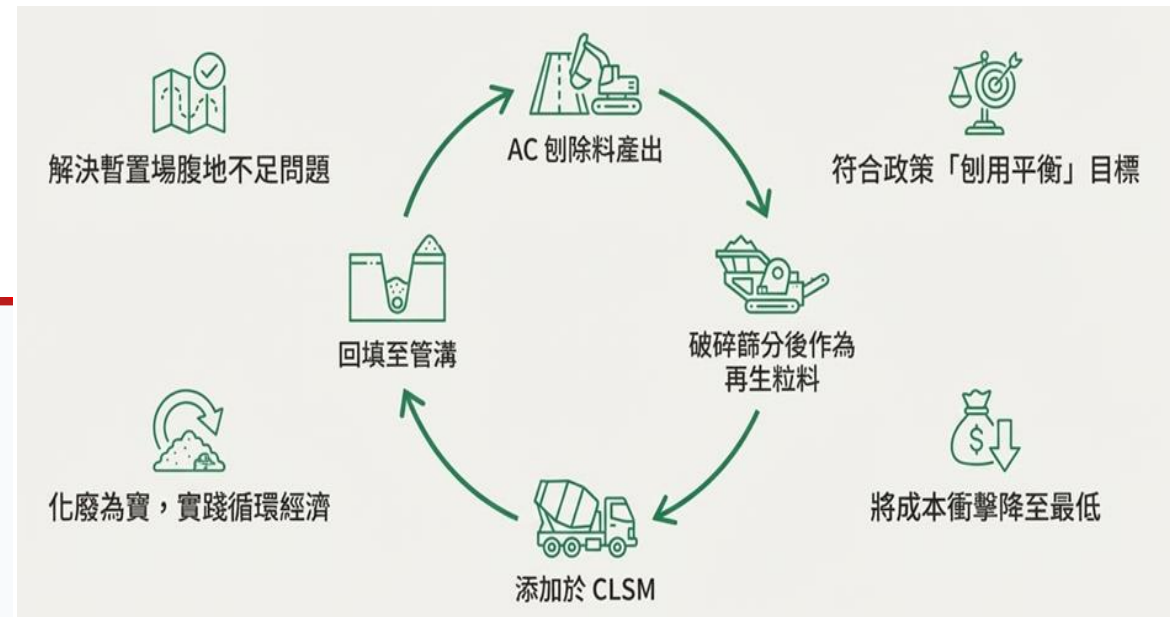 AC 刨除料產出
解決暫置場腹地不足問題
符合政策「刨用平衡」目標
回填至管溝
破碎篩分後作為
再生粒料
化廢為寶，實踐循環經濟
$
將成本衝擊降至最低
添加於 CLSM